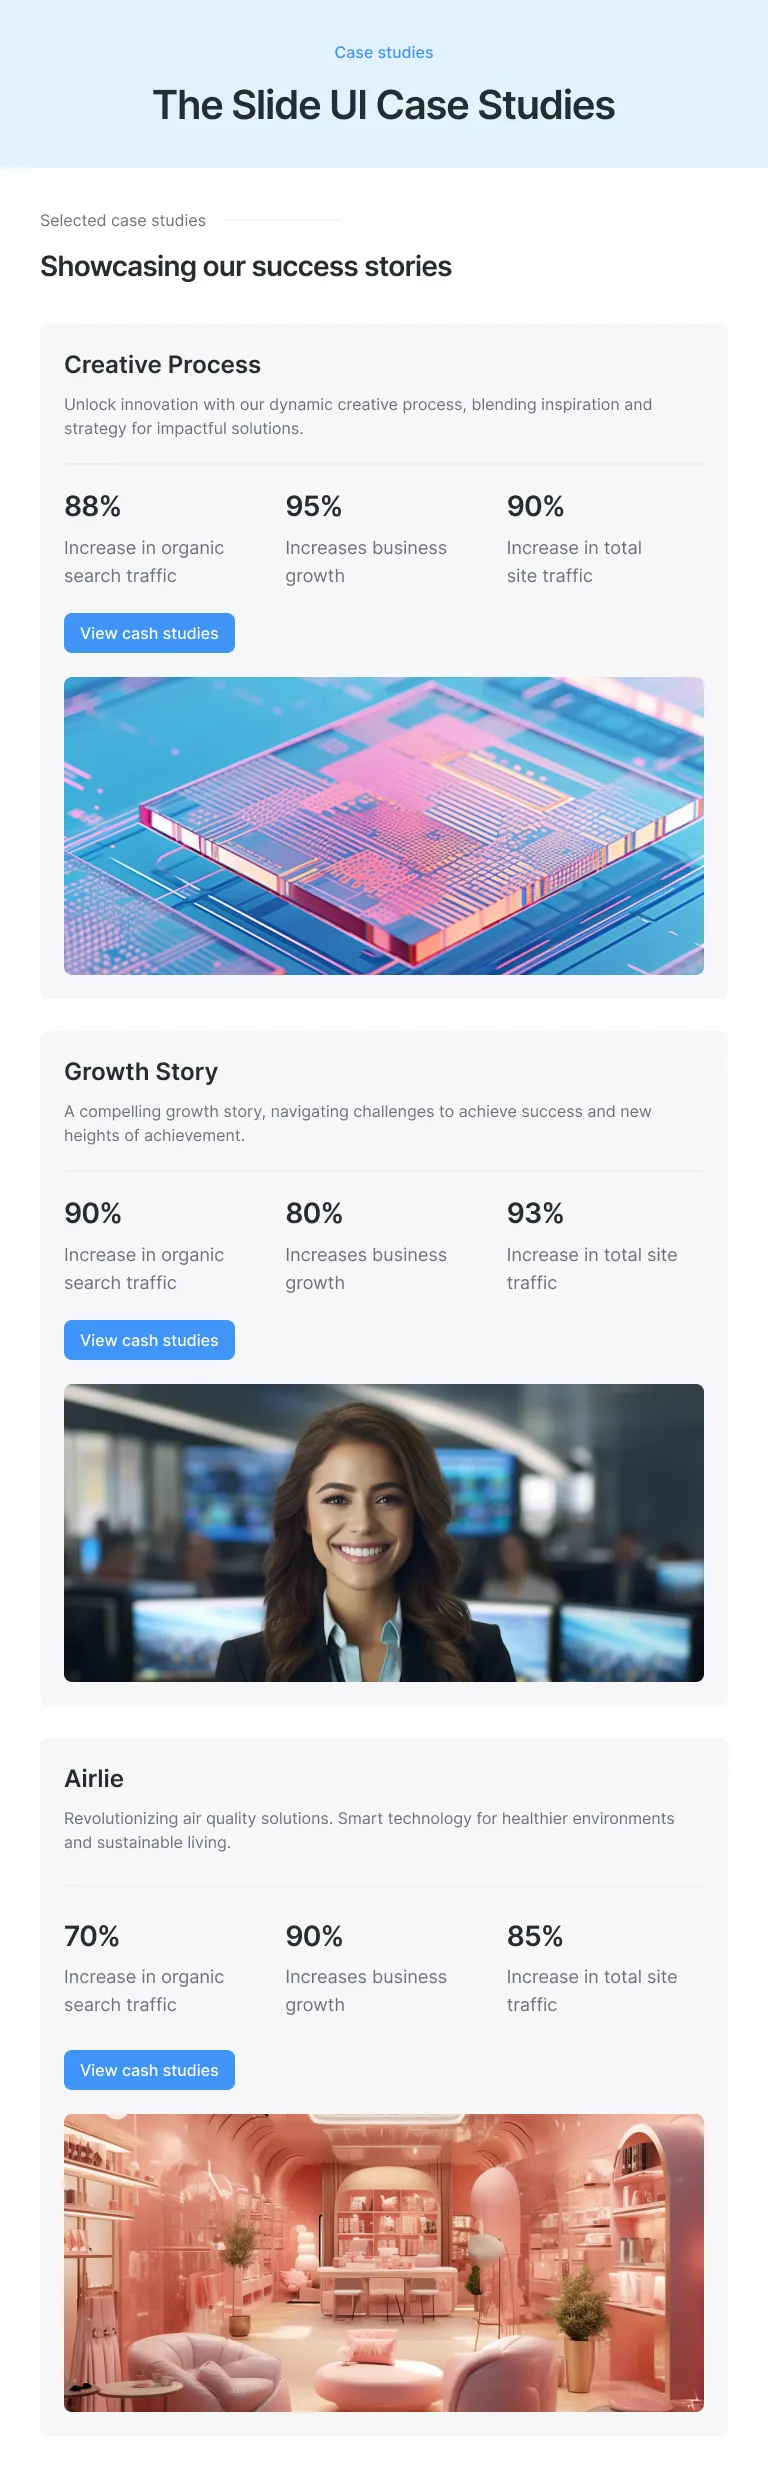 Case studies
The Slide UI Case Studies
Selected case studies
Showcasing our success stories
Creative Process
Unlock innovation with our dynamic creative process, blending inspiration and
strategy for impactful solutions.
88%
Increase in organic
search traffic
95%
Increases business
growth
90%
Increase in total
site traffic
View cash studies
Growth Story
A compelling growth story, navigating challenges to achieve success and new
heights of achievement.
90%
Increase in organic
search traffic
80%
Increases business
growth
93%
Increase in total site
traffic
View cash studies
Airlie
Revolutionizing air quality solutions. Smart technology for healthier environments
and sustainable living.
70%
Increase in organic
search traffic
90%
Increases business
growth
85%
Increase in total site
traffic
View cash studies